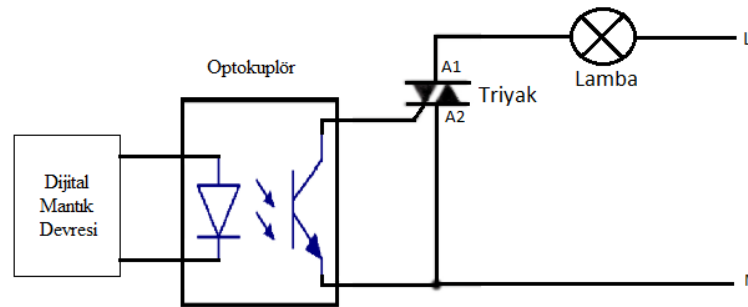 L
A1
Optokuplör
Lamba
Triyak
A2
Dijital
Mantık
Devresi